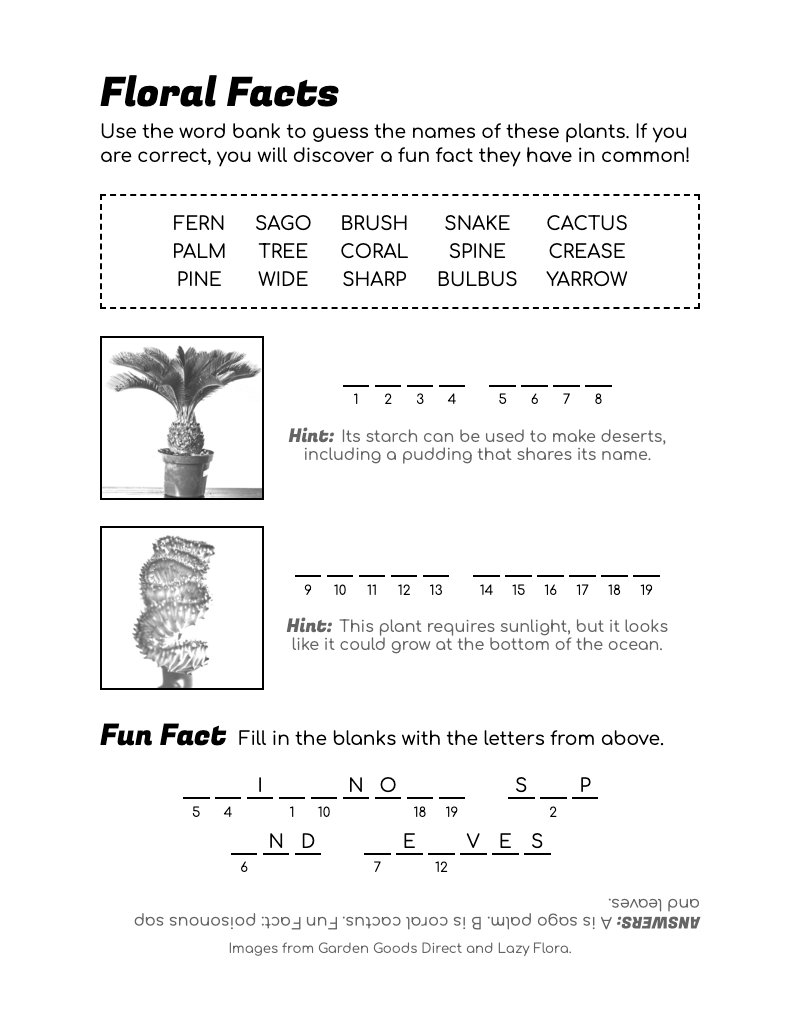 Floral Facts
Use the word bank to guess the names of these plants. If you
are correct, you will discover a fun fact they have in common!
FERN SAGO BRUSH SNAKE CACTUS
PALM TREE CORAL SPINE CREASE
PINE WIDE SHARP BULBUS YARROW
1 2 3 4 5 6 7 8
Hint: Its starch can be used to make deserts,
including a pudding that shares its name.
9 10 11 12 13 14 15 16 17 18 19
Hint: This plant requires sunlight, but it looks
like it could grow at the bottom of the ocean.
Fun Fact Fill in the blanks with the letters from above.
I N O S P
5 4 1 10 18 19 2
N D E V E S
6 7 12
ANSWERS: A is sago palm. B is coral cactus. Fun Fact: poisonous sap
and leaves.
Images from Garden Goods Direct and Lazy Flora.